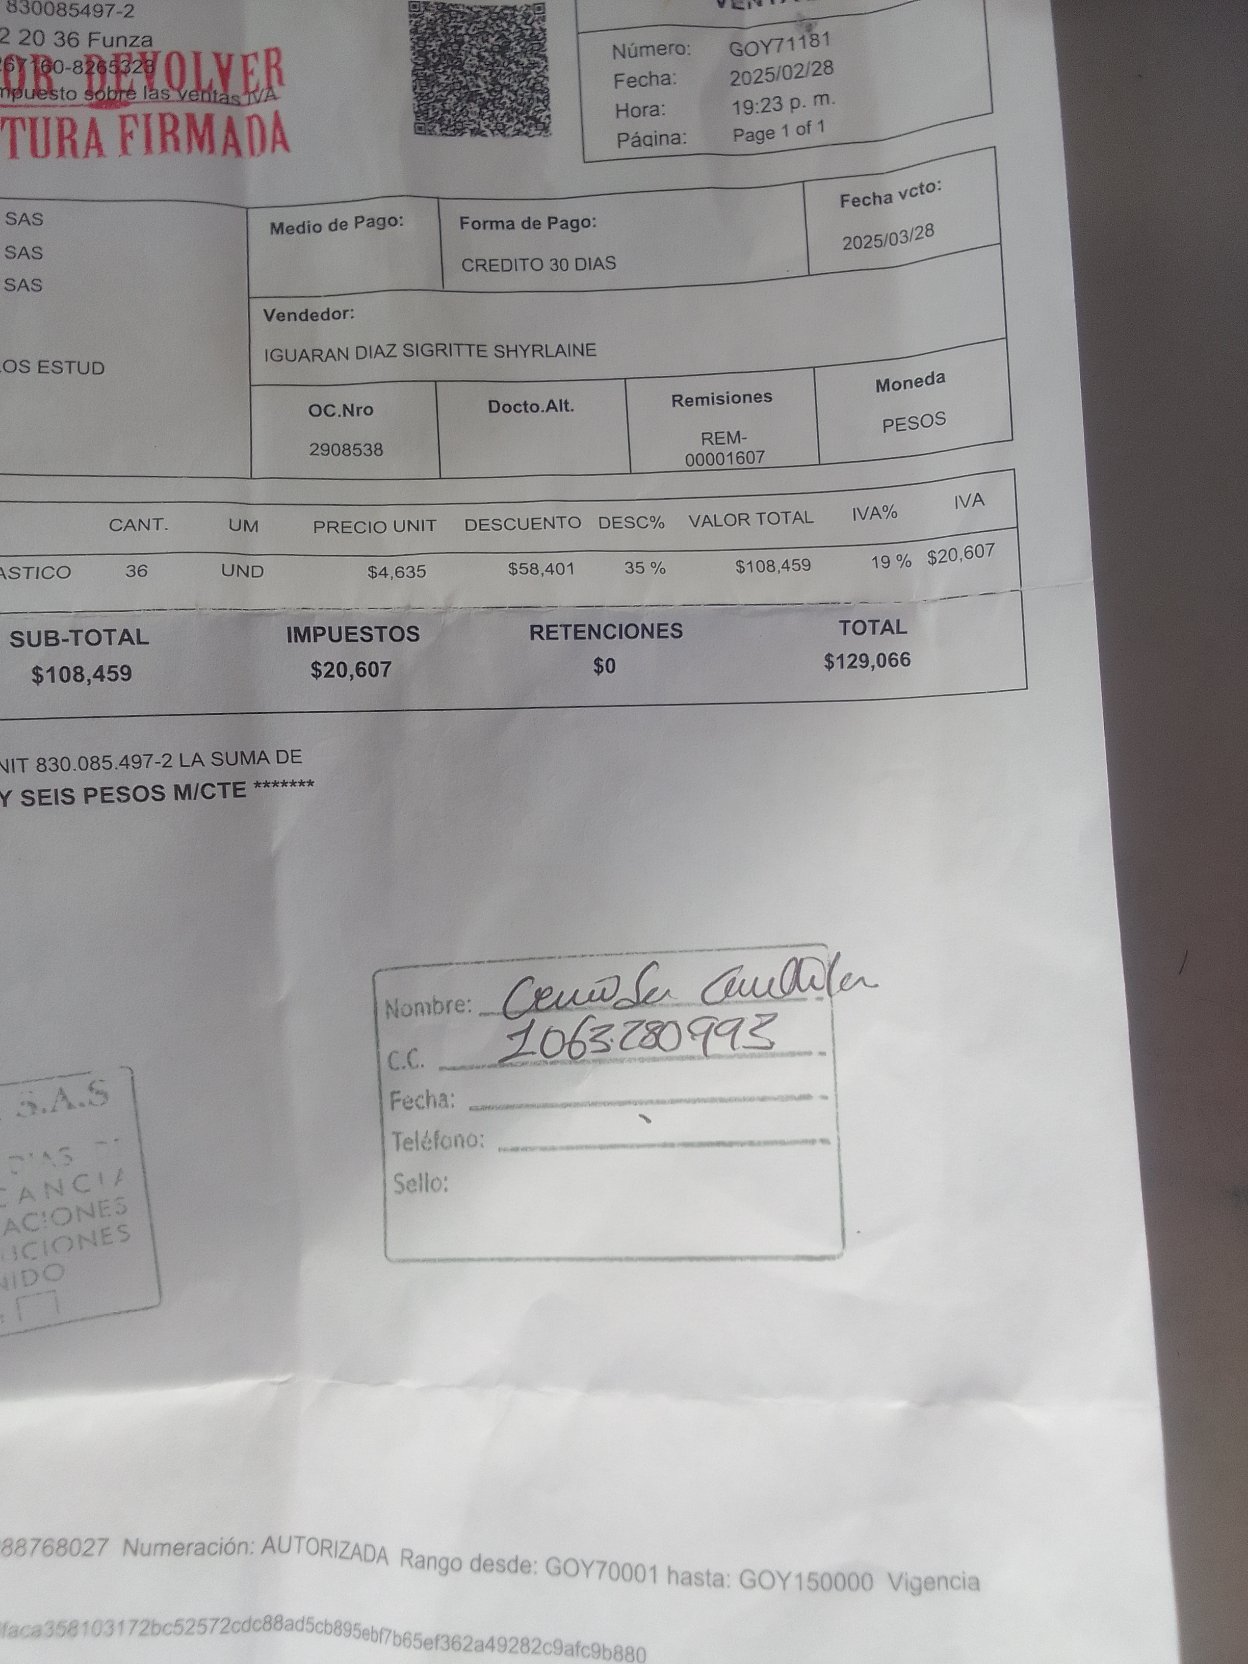 830085497-2
2 20 36 Funza
67160-8265323
mpuesto sobre las ventas IVA
DEVOLVER
TURA FIRMADA
Número: GOY71181
Fecha: 2025/02/28
Hora: 19:23 p. m.
Página: Page 1 of 1
SAS
SAS
SAS
OS ESTUD
Medio de Pago:
Forma de Pago:
CREDITO 30 DIAS
Fecha vcto:
2025/03/28
Vendedor:
IGUARAN DIAZ SIGRITTE SHYRLAINE
OC.Nro
2908538
Docto.Alt.
Remisiones
REM-
00001607
Moneda
PESOS
CANT. UM PRECIO UNIT DESCUENTO DESC% VALOR TOTAL IVA% IVA
ASTICO 36 UND $4,635 $58,401 35 % $108,459 19 % $20,607
SUB-TOTAL IMPUESTOS RETENCIONES TOTAL
$108,459 $20,607 $0 $129,066
NIT 830.085.497-2 LA SUMA DE
Y SEIS PESOS M/CTE *******
Nombre:
C.C. 1063280993
Fecha:
Teléfono:
Sello:
S.A.S
ANCIA
ACIONES
ICIONES
NIDO
88768027 Numeración: AUTORIZADA Rango desde: GOY70001 hasta: GOY150000 Vigencia
faca358103172bc52572cdc88ad5cb895ebf7b65ef362a49282c9afc9b880